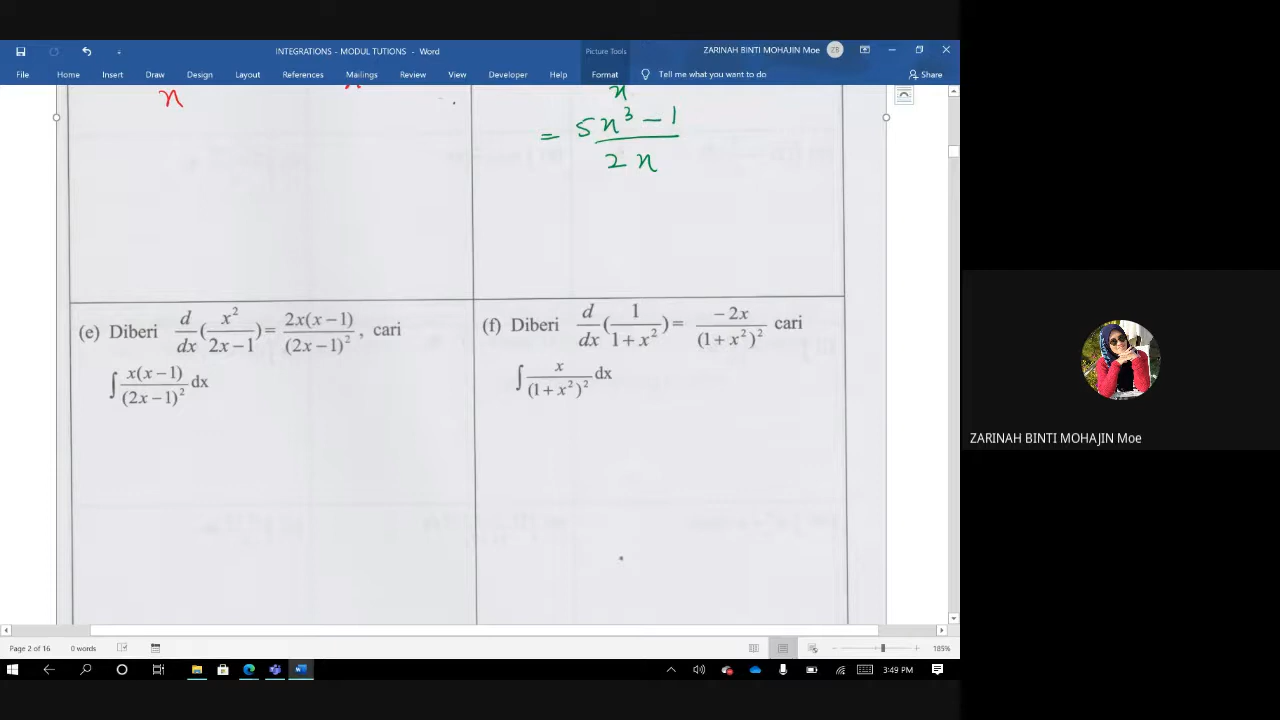 INTEGRATIONS - MODUL TUTIONS - Word
Picture Tools
ZARINAH BINTI MOHAJIN Moe
ZB
File Home Insert Draw Design Layout References Mailings Review View Developer Help Format Tell me what you want to do Share
x
x
= 5x³ − 1 / 2x
(e) Diberi d/dx (x²/(2x−1)) = 2x(x−1)/(2x−1)², cari
∫ x(x−1)/(2x−1)² dx
(f) Diberi d/dx (1/(1+x²)) = −2x/(1+x²)² cari
∫ x/(1+x²)² dx
ZARINAH BINTI MOHAJIN Moe
Page 2 of 16
0 words
185%
3:49 PM